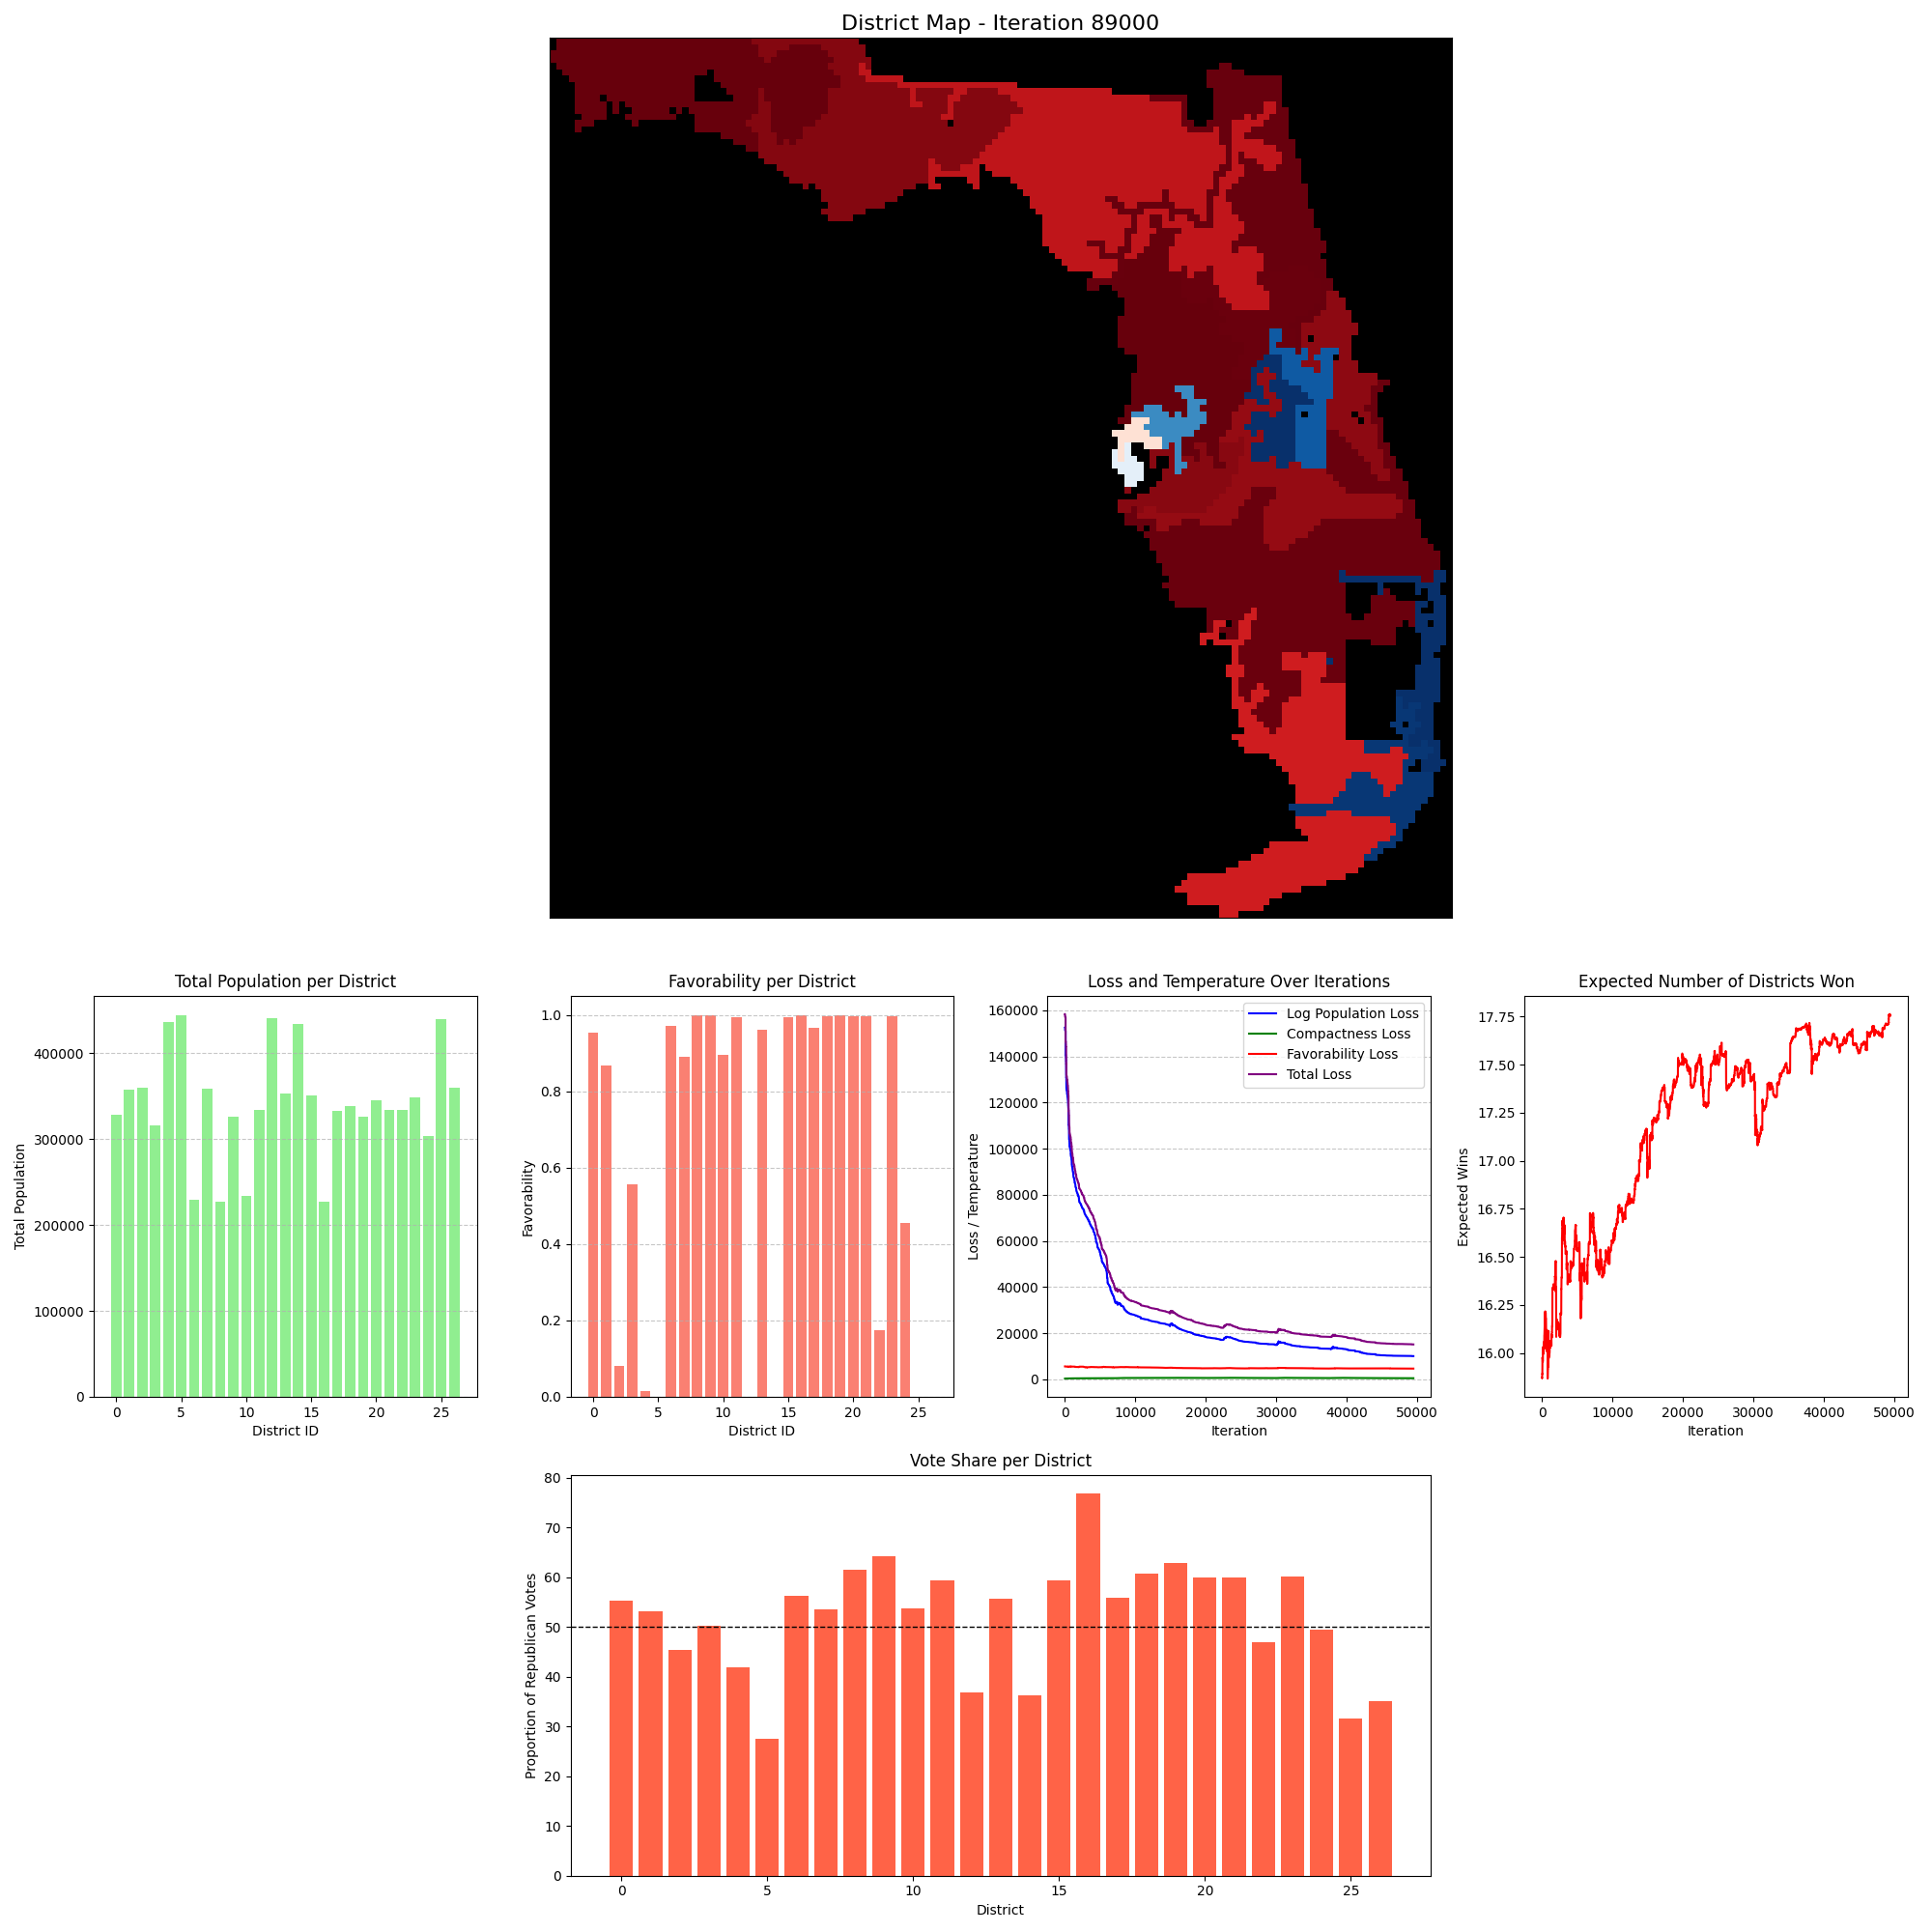 District Map - Iteration 89000
Total Population per District
Total Population
400000
300000
200000
100000
0
0 5 10 15 20 25
District ID
Favorability per District
Favorability
1.0
0.8
0.6
0.4
0.2
0.0
0 5 10 15 20 25
District ID
Loss and Temperature Over Iterations
Loss / Temperature
160000
140000
120000
100000
80000
60000
40000
20000
0
Log Population Loss
Compactness Loss
Favorability Loss
Total Loss
0 10000 20000 30000 40000 50000
Iteration
Expected Number of Districts Won
Expected Wins
17.75
17.50
17.25
17.00
16.75
16.50
16.25
16.00
0 10000 20000 30000 40000 50000
Iteration
Vote Share per District
Proportion of Republican Votes
80
70
60
50
40
30
20
10
0
0 5 10 15 20 25
District